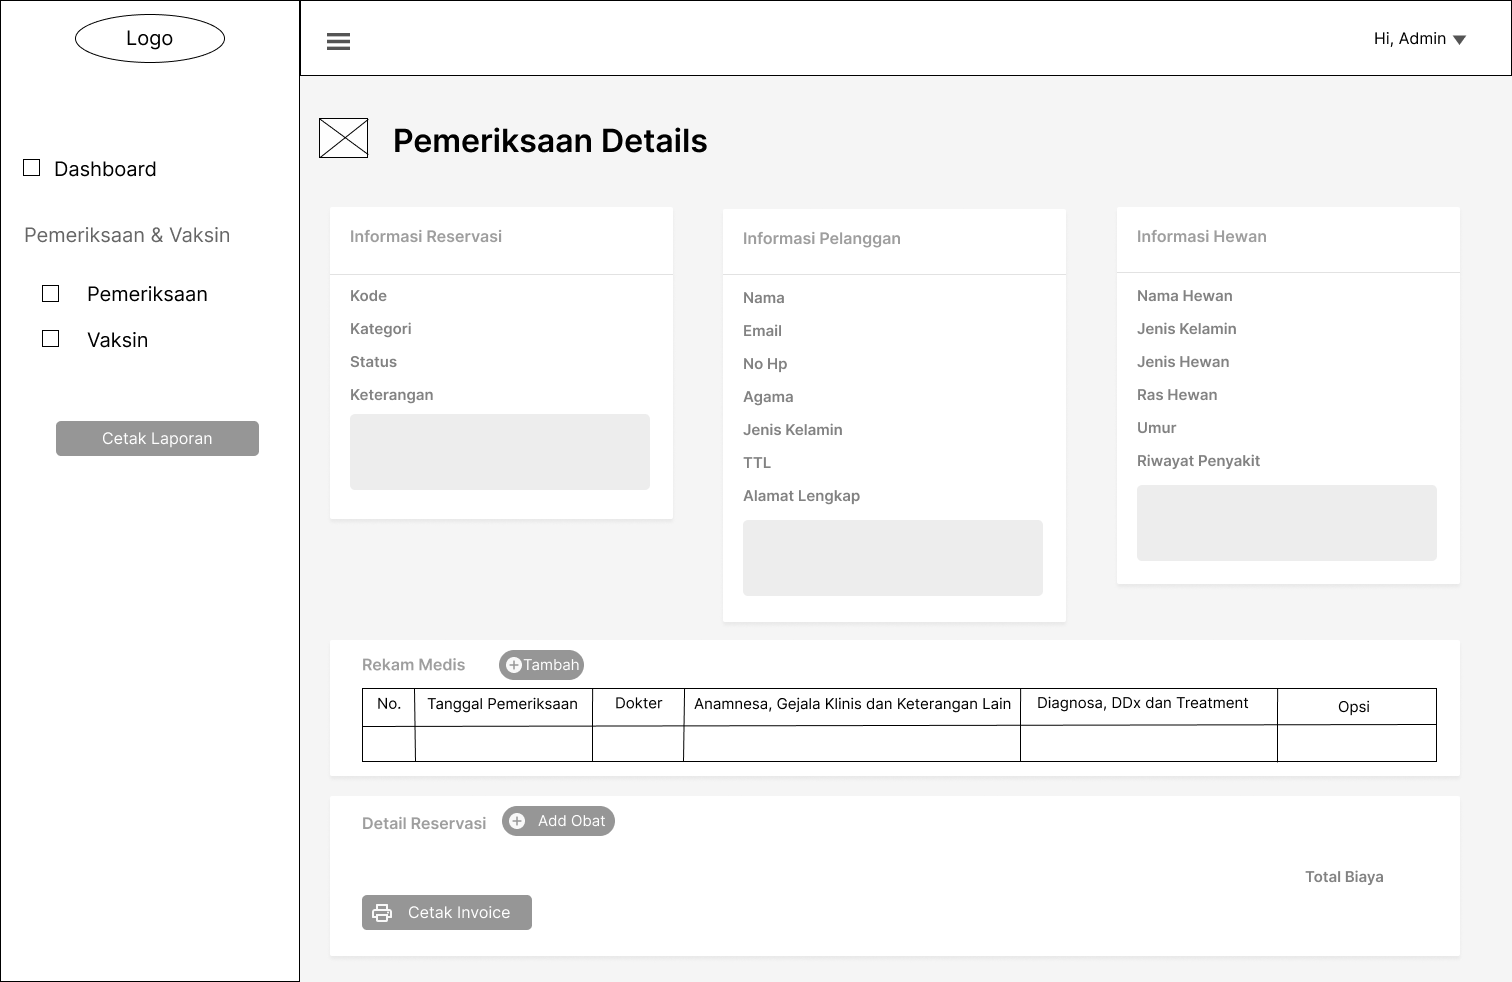 Logo
Hi, Admin
Dashboard
Pemeriksaan & Vaksin
Pemeriksaan
Vaksin
Cetak Laporan
Pemeriksaan Details
Informasi Reservasi
Kode
Kategori
Status
Keterangan
Informasi Pelanggan
Nama
Email
No Hp
Agama
Jenis Kelamin
TTL
Alamat Lengkap
Informasi Hewan
Nama Hewan
Jenis Kelamin
Jenis Hewan
Ras Hewan
Umur
Riwayat Penyakit
Rekam Medis
Tambah
No.
Tanggal Pemeriksaan
Dokter
Anamnesa, Gejala Klinis dan Keterangan Lain
Diagnosa, DDx dan Treatment
Opsi
Detail Reservasi
Add Obat
Total Biaya
Cetak Invoice